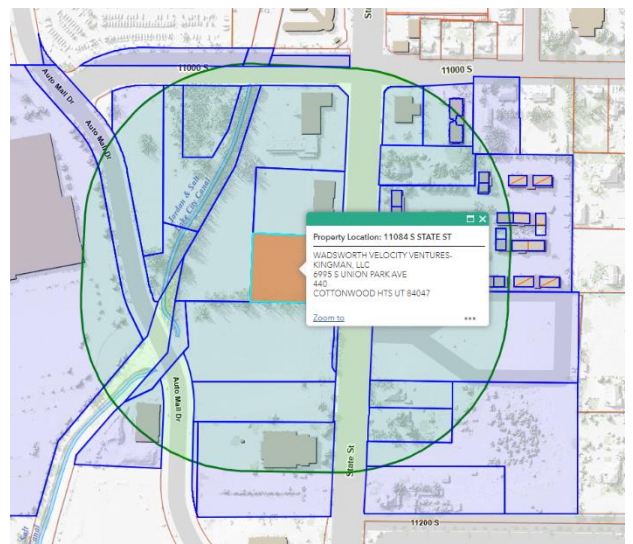 11000 S
11000 S
Auto Mall Dr
Auto Mall Dr
Jordan & Salt
Lake City Canal
Property Location: 11084 S STATE ST
WADSWORTH VELOCITY VENTURES-
KINGMAN, LLC
6995 S UNION PARK AVE
440
COTTONWOOD HTS UT 84047
Zoom to
Auto Mall Dr
State St
11200 S